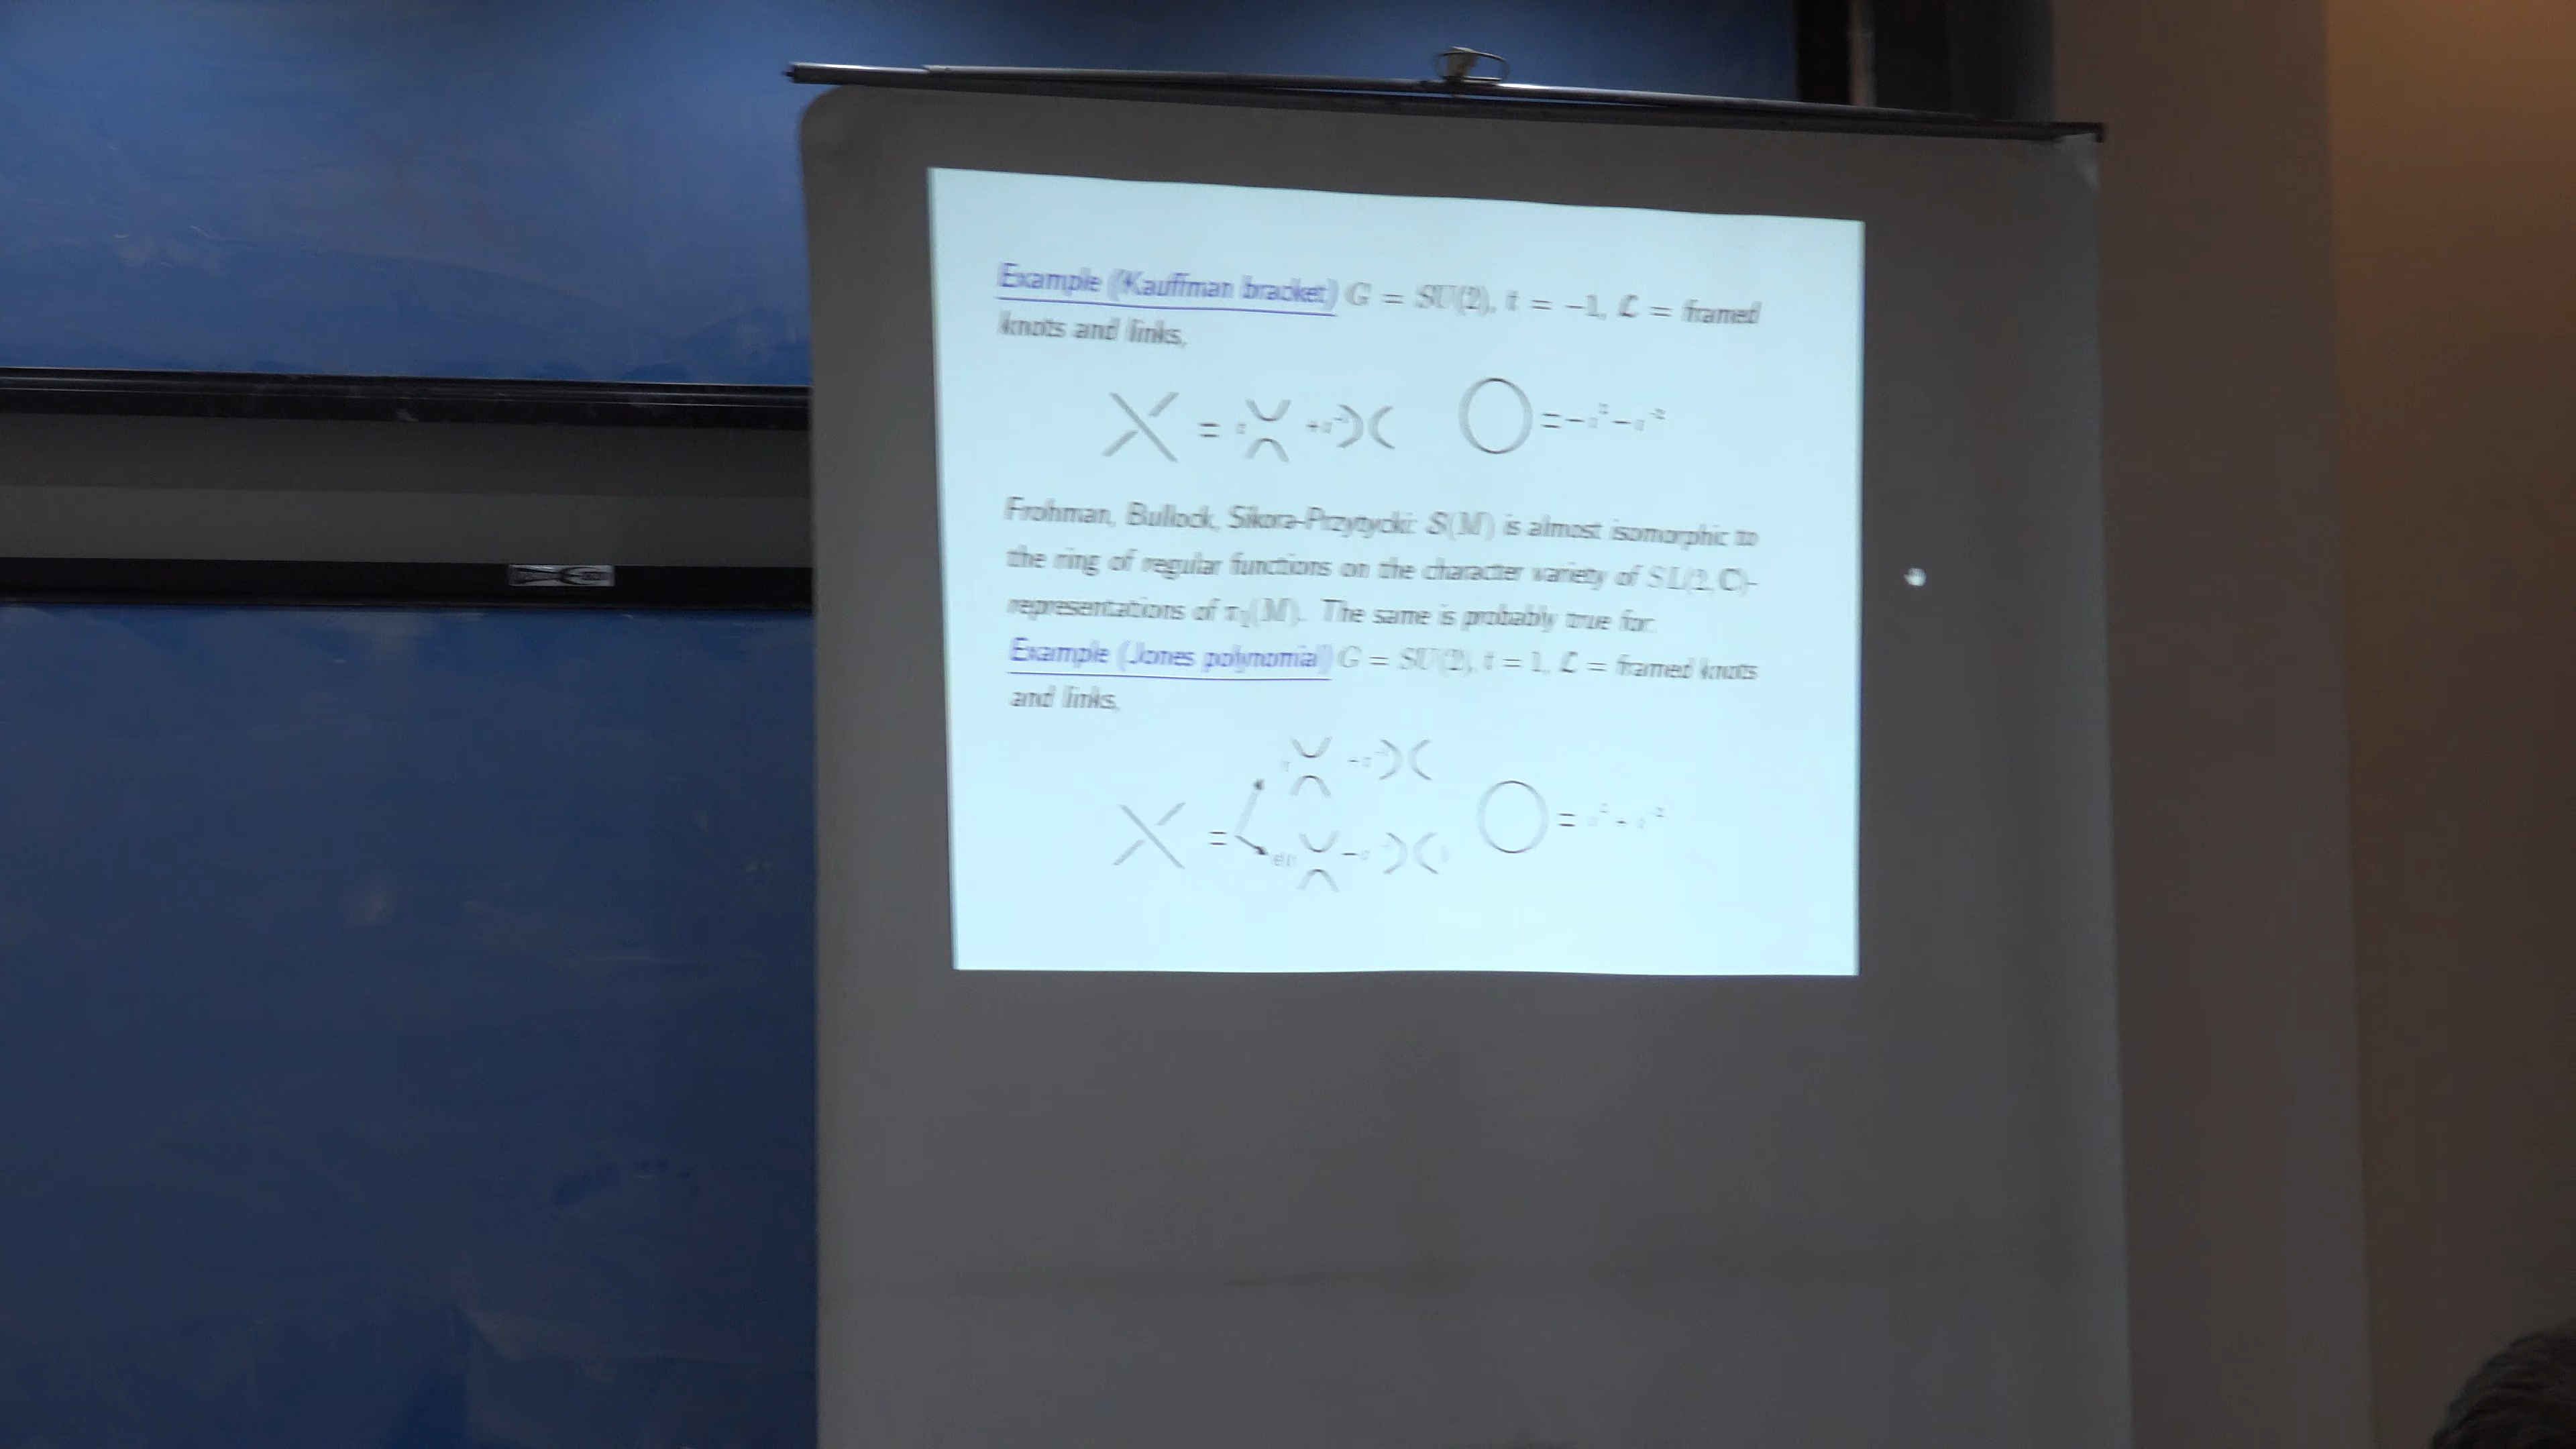 Example (Kauffman bracket) G = SU(2), t = −1, ℒ = framed
knots and links,
Frohman, Bullock, Sikora-Przytycki: S(M) is almost isomorphic to
the ring of regular functions on the character variety of SL(2,C)-
representations of π₁(M). The same is probably true for:
Example (Jones polynomial) G = SU(2), t = 1, ℒ = framed knots
and links,